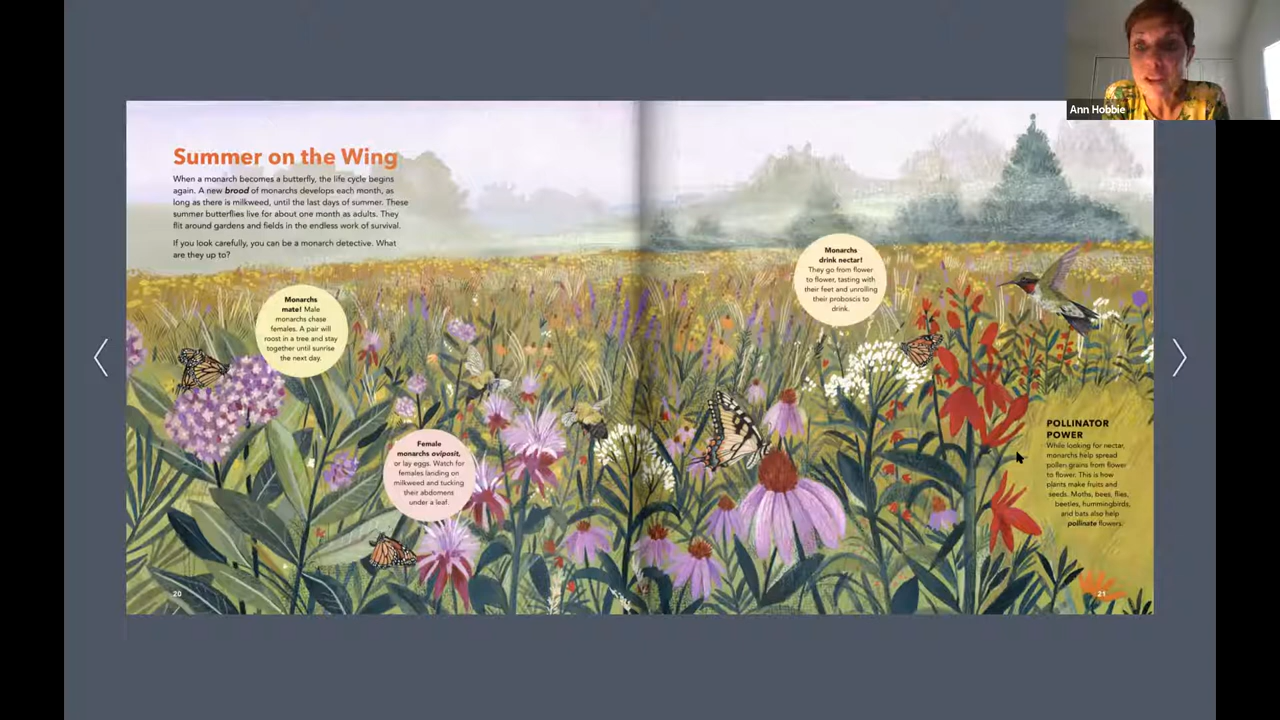 Ann Hobbie
Summer on the Wing
When a monarch becomes a butterfly, the life cycle begins
again. A new brood of monarchs develops each month, as
long as there is milkweed, until the last days of summer. These
summer butterflies live for about one month as adults. They
flit around gardens and fields in the endless work of survival.
If you look carefully, you can be a monarch detective. What
are they up to?
Monarchs
mate! Male
monarchs chase
females. A pair will
roost in a tree and stay
together until sunrise
the next day.
Female
monarchs oviposit,
or lay eggs. Watch for
females landing on
milkweed and tucking
their abdomens
under a leaf.
20
Monarchs
drink nectar!
They go from flower
to flower, tasting with
their feet and unrolling
their proboscis to
drink.
POLLINATOR
POWER
While looking for nectar,
monarchs help spread
pollen grains from flower
to flower. This is how
plants make fruits and
seeds. Moths, bees, flies,
beetles, hummingbirds,
and bats also help
pollinate flowers.
21